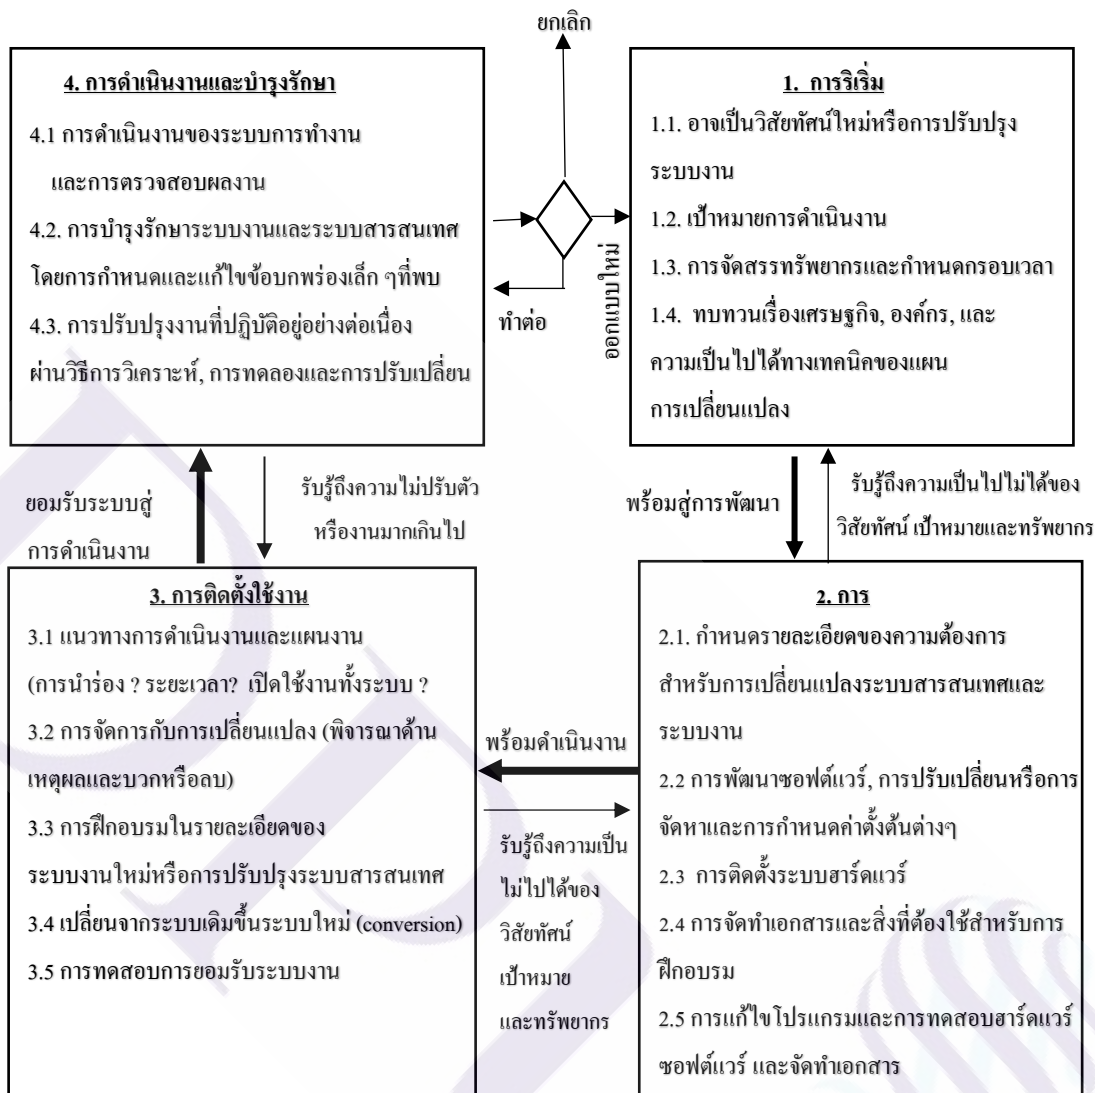 ยกเลิก
4. การดำเนินงานและบำรุงรักษา
4.1 การดำเนินงานของระบบการทำงาน
และการตรวจสอบผลงาน
4.2. การบำรุงรักษาระบบงานและระบบสารสนเทศ
โดยการกำหนดและแก้ไขข้อบกพร่องเล็ก ๆที่พบ
4.3. การปรับปรุงงานที่ปฏิบัติอยู่อย่างต่อเนื่อง
ผ่านวิธีการวิเคราะห์, การทดลองและการปรับเปลี่ยน
ทำต่อ
ออกแบบใหม่
1. การริเริ่ม
1.1. อาจเป็นวิสัยทัศน์ใหม่หรือการปรับปรุง
ระบบงาน
1.2. เป้าหมายการดำเนินงาน
1.3. การจัดสรรทรัพยากรและกำหนดกรอบเวลา
1.4. ทบทวนเรื่องเศรษฐกิจ, องค์กร, และ
ความเป็นไปได้ทางเทคนิคของแผน
การเปลี่ยนแปลง
ยอมรับระบบสู่
การดำเนินงาน
รับรู้ถึงความไม่ปรับตัว
หรืองานมากเกินไป
พร้อมสู่การพัฒนา
รับรู้ถึงความเป็นไปไม่ได้ของ
วิสัยทัศน์ เป้าหมายและทรัพยากร
3. การติดตั้งใช้งาน
3.1 แนวทางการดำเนินงานและแผนงาน
(การนำร่อง ? ระยะเวลา? เปิดใช้งานทั้งระบบ ?
3.2 การจัดการกับการเปลี่ยนแปลง (พิจารณาด้าน
เหตุผลและบวกหรือลบ)
3.3 การฝึกอบรมในรายละเอียดของ
ระบบงานใหม่หรือการปรับปรุงระบบสารสนเทศ
3.4 เปลี่ยนจากระบบเดิมขึ้นระบบใหม่ (conversion)
3.5 การทดสอบการยอมรับระบบงาน
พร้อมดำเนินงาน
รับรู้ถึงความเป็น
ไม่ไปได้ของ
วิสัยทัศน์
เป้าหมาย
และทรัพยากร
2. การ
2.1. กำหนดรายละเอียดของความต้องการ
สำหรับการเปลี่ยนแปลงระบบสารสนเทศและ
ระบบงาน
2.2 การพัฒนาซอฟต์แวร์, การปรับเปลี่ยนหรือการ
จัดหาและการกำหนดค่าตั้งต้นต่างๆ
2.3 การติดตั้งระบบฮาร์ดแวร์
2.4 การจัดทำเอกสารและสิ่งที่ต้องใช้สำหรับการ
ฝึกอบรม
2.5 การแก้ไขโปรแกรมและการทดสอบฮาร์ดแวร์
ซอฟต์แวร์ และจัดทำเอกสาร